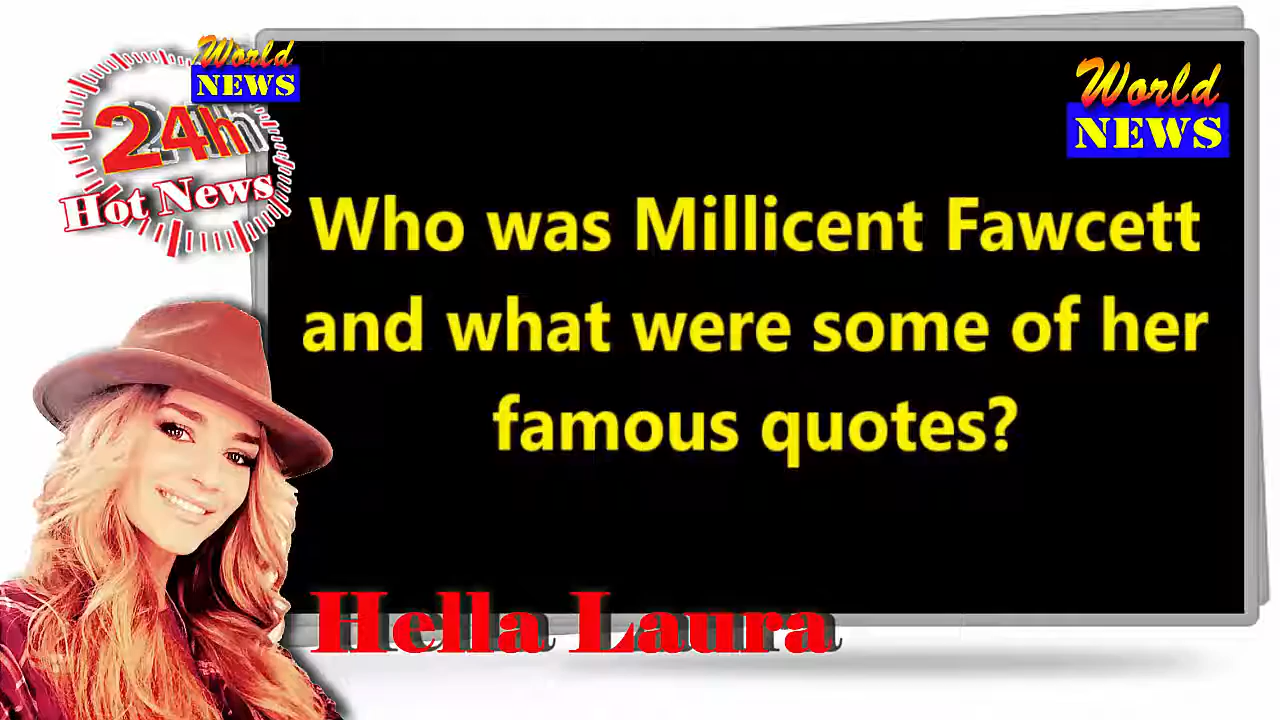 World
NEWS
24h
Hot News
World
NEWS
Who was Millicent Fawcett
and what were some of her
famous quotes?
Hella Laura